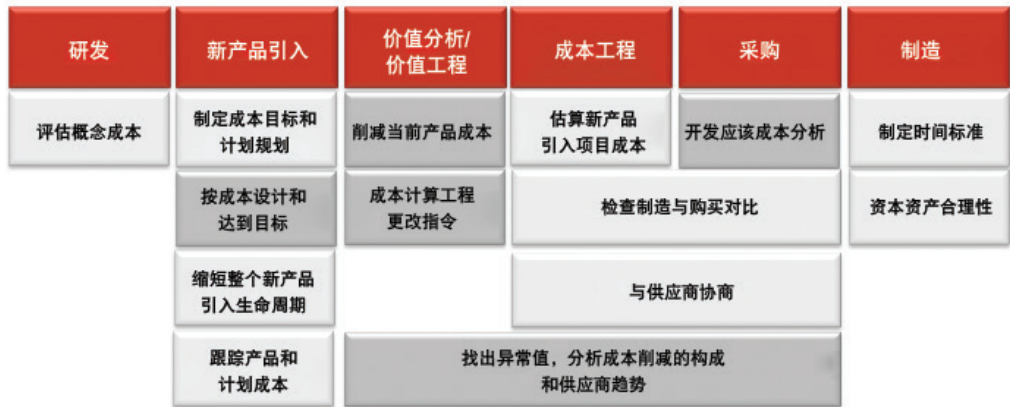 研发
新产品引入
价值分析/
价值工程
成本工程
采购
制造
评估概念成本
制定成本目标和
计划规划
削减当前产品成本
估算新产品
引入项目成本
开发应该成本分析
制定时间标准
按成本设计和
达到目标
成本计算工程
更改指令
检查制造与购买对比
资本资产合理性
缩短整个新产品
引入生命周期
与供应商协商
跟踪产品和
计划成本
找出异常值，分析成本削减的构成
和供应商趋势